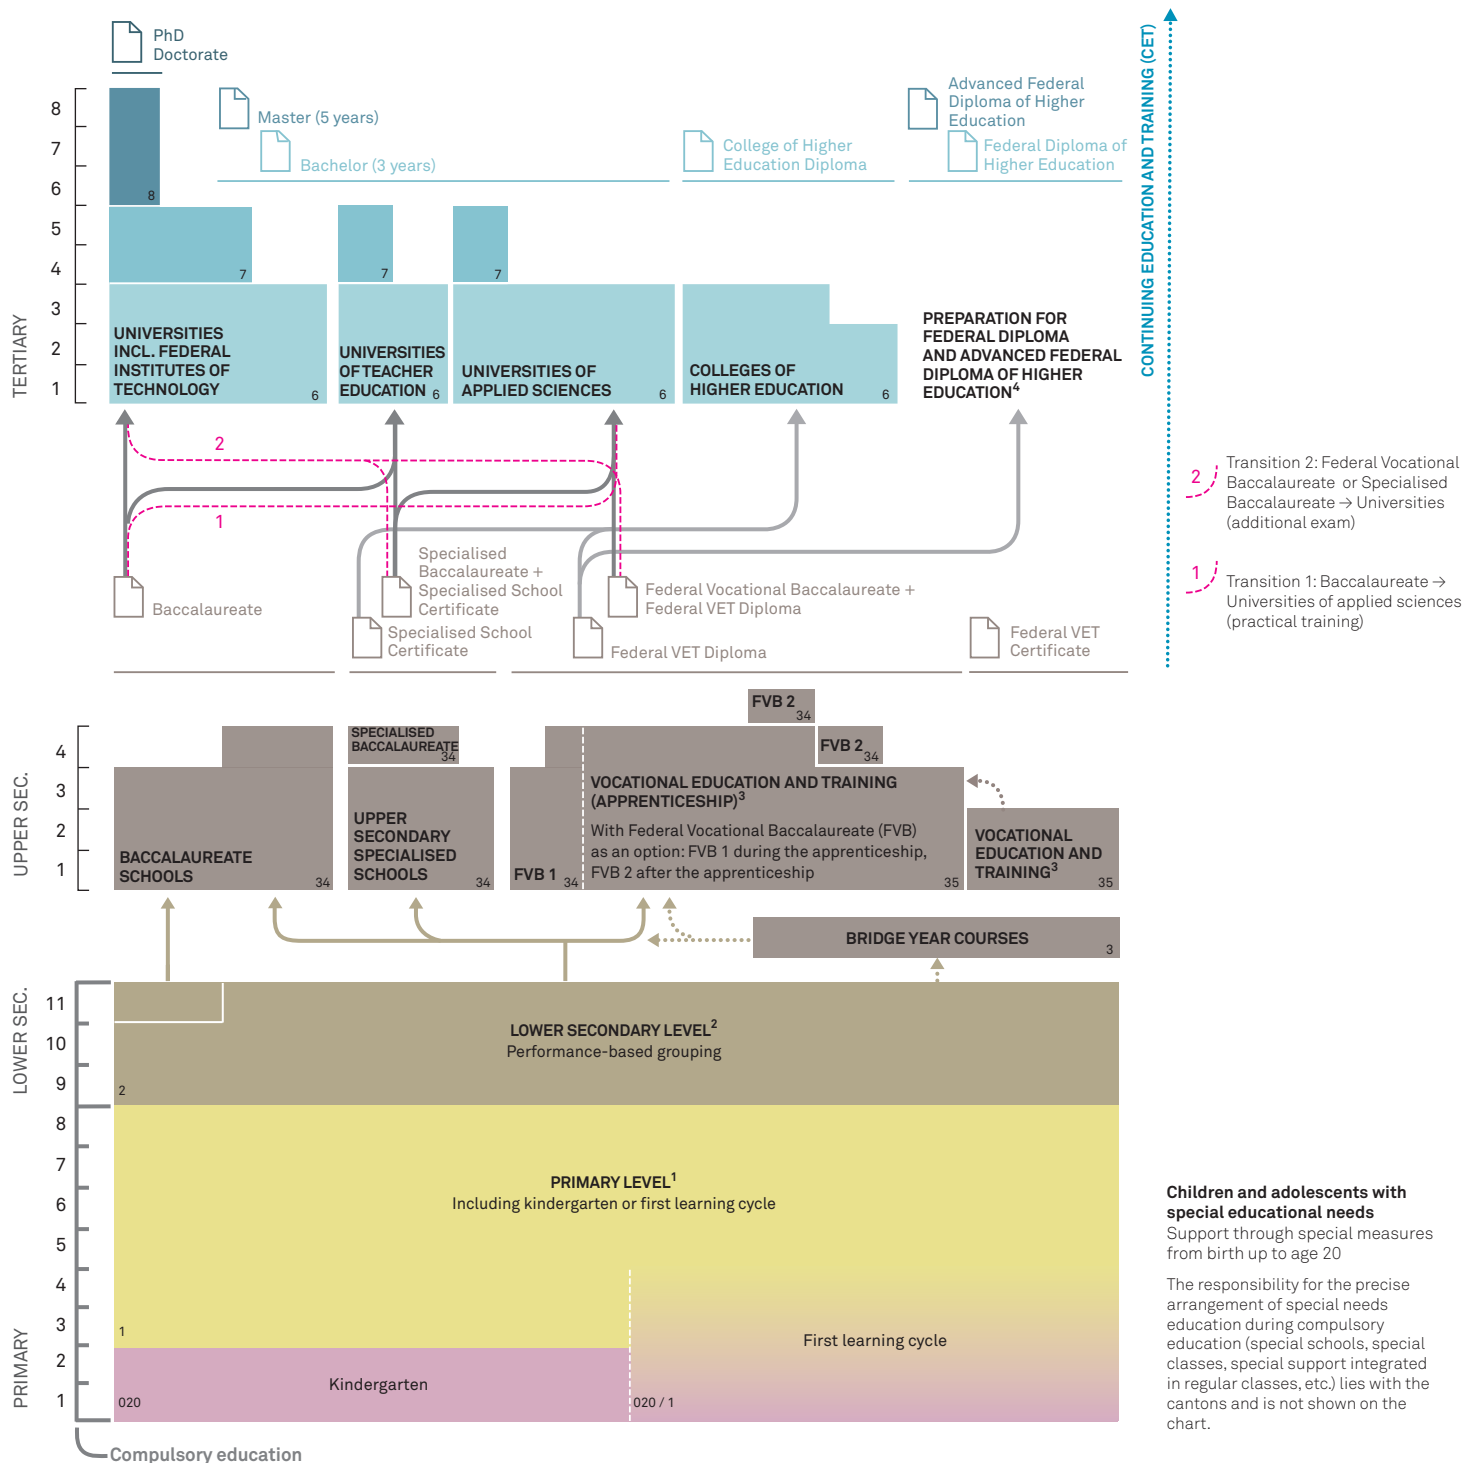 PhD
Doctorate
Master (5 years)
Bachelor (3 years)
College of Higher
Education Diploma
Advanced Federal
Diploma of Higher
Education
Federal Diploma of
Higher Education
CONTINUING EDUCATION AND TRAINING (CET)
TERTIARY
8
7
6
5
4
3
2
1
8
7
7
7
UNIVERSITIES
INCL. FEDERAL
INSTITUTES OF
TECHNOLOGY
6
UNIVERSITIES
OF TEACHER
EDUCATION 6
UNIVERSITIES OF
APPLIED SCIENCES
6
COLLEGES OF
HIGHER EDUCATION
6
PREPARATION FOR
FEDERAL DIPLOMA
AND ADVANCED FEDERAL
DIPLOMA OF HIGHER
EDUCATION⁴
2
1
2
Transition 2: Federal Vocational
Baccalaureate or Specialised
Baccalaureate → Universities
(additional exam)
1
Transition 1: Baccalaureate →
Universities of applied sciences
(practical training)
Baccalaureate
Specialised
Baccalaureate +
Specialised School
Certificate
Specialised School
Certificate
Federal Vocational Baccalaureate +
Federal VET Diploma
Federal VET Diploma
Federal VET
Certificate
UPPER SEC.
4
3
2
1
BACCALAUREATE
SCHOOLS
34
SPECIALISED
BACCALAUREATE
34
UPPER
SECONDARY
SPECIALISED
SCHOOLS
34
FVB 1 34
FVB 2
34
FVB 2 34
VOCATIONAL EDUCATION AND TRAINING
(APPRENTICESHIP)³
With Federal Vocational Baccalaureate (FVB)
as an option: FVB 1 during the apprenticeship,
FVB 2 after the apprenticeship
35
VOCATIONAL
EDUCATION AND
TRAINING³
35
BRIDGE YEAR COURSES
3
LOWER SEC.
11
10
9
LOWER SECONDARY LEVEL²
Performance-based grouping
2
PRIMARY
8
7
6
5
4
3
2
1
PRIMARY LEVEL¹
Including kindergarten or first learning cycle
1
First learning cycle
Kindergarten
020
020 / 1
Compulsory education
Children and adolescents with
special educational needs
Support through special measures
from birth up to age 20
The responsibility for the precise
arrangement of special needs
education during compulsory
education (special schools, special
classes, special support integrated
in regular classes, etc.) lies with the
cantons and is not shown on the
chart.